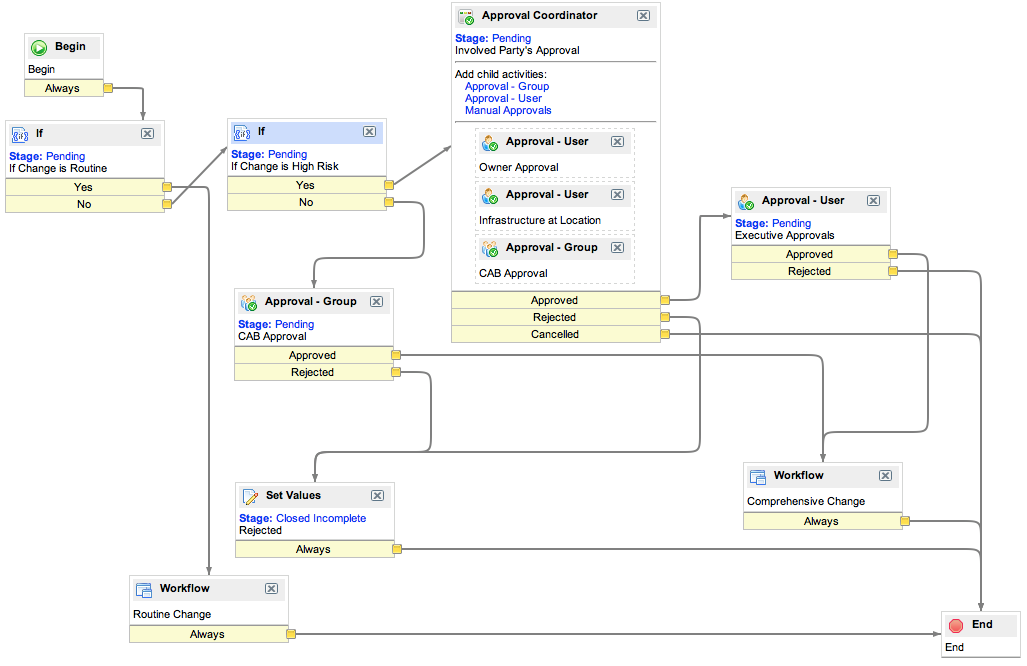 Begin
Begin
Always
If
Stage: Pending
If Change is Routine
Yes
No
If
Stage: Pending
If Change is High Risk
Yes
No
Approval Coordinator
Stage: Pending
Involved Party's Approval
Add child activities:
Approval - Group
Approval - User
Manual Approvals
Approval - User
Owner Approval
Approval - User
Infrastructure at Location
Approval - Group
CAB Approval
Approved
Rejected
Cancelled
Approval - User
Stage: Pending
Executive Approvals
Approved
Rejected
Approval - Group
Stage: Pending
CAB Approval
Approved
Rejected
Set Values
Stage: Closed Incomplete
Rejected
Always
Workflow
Comprehensive Change
Always
Workflow
Routine Change
Always
End
End